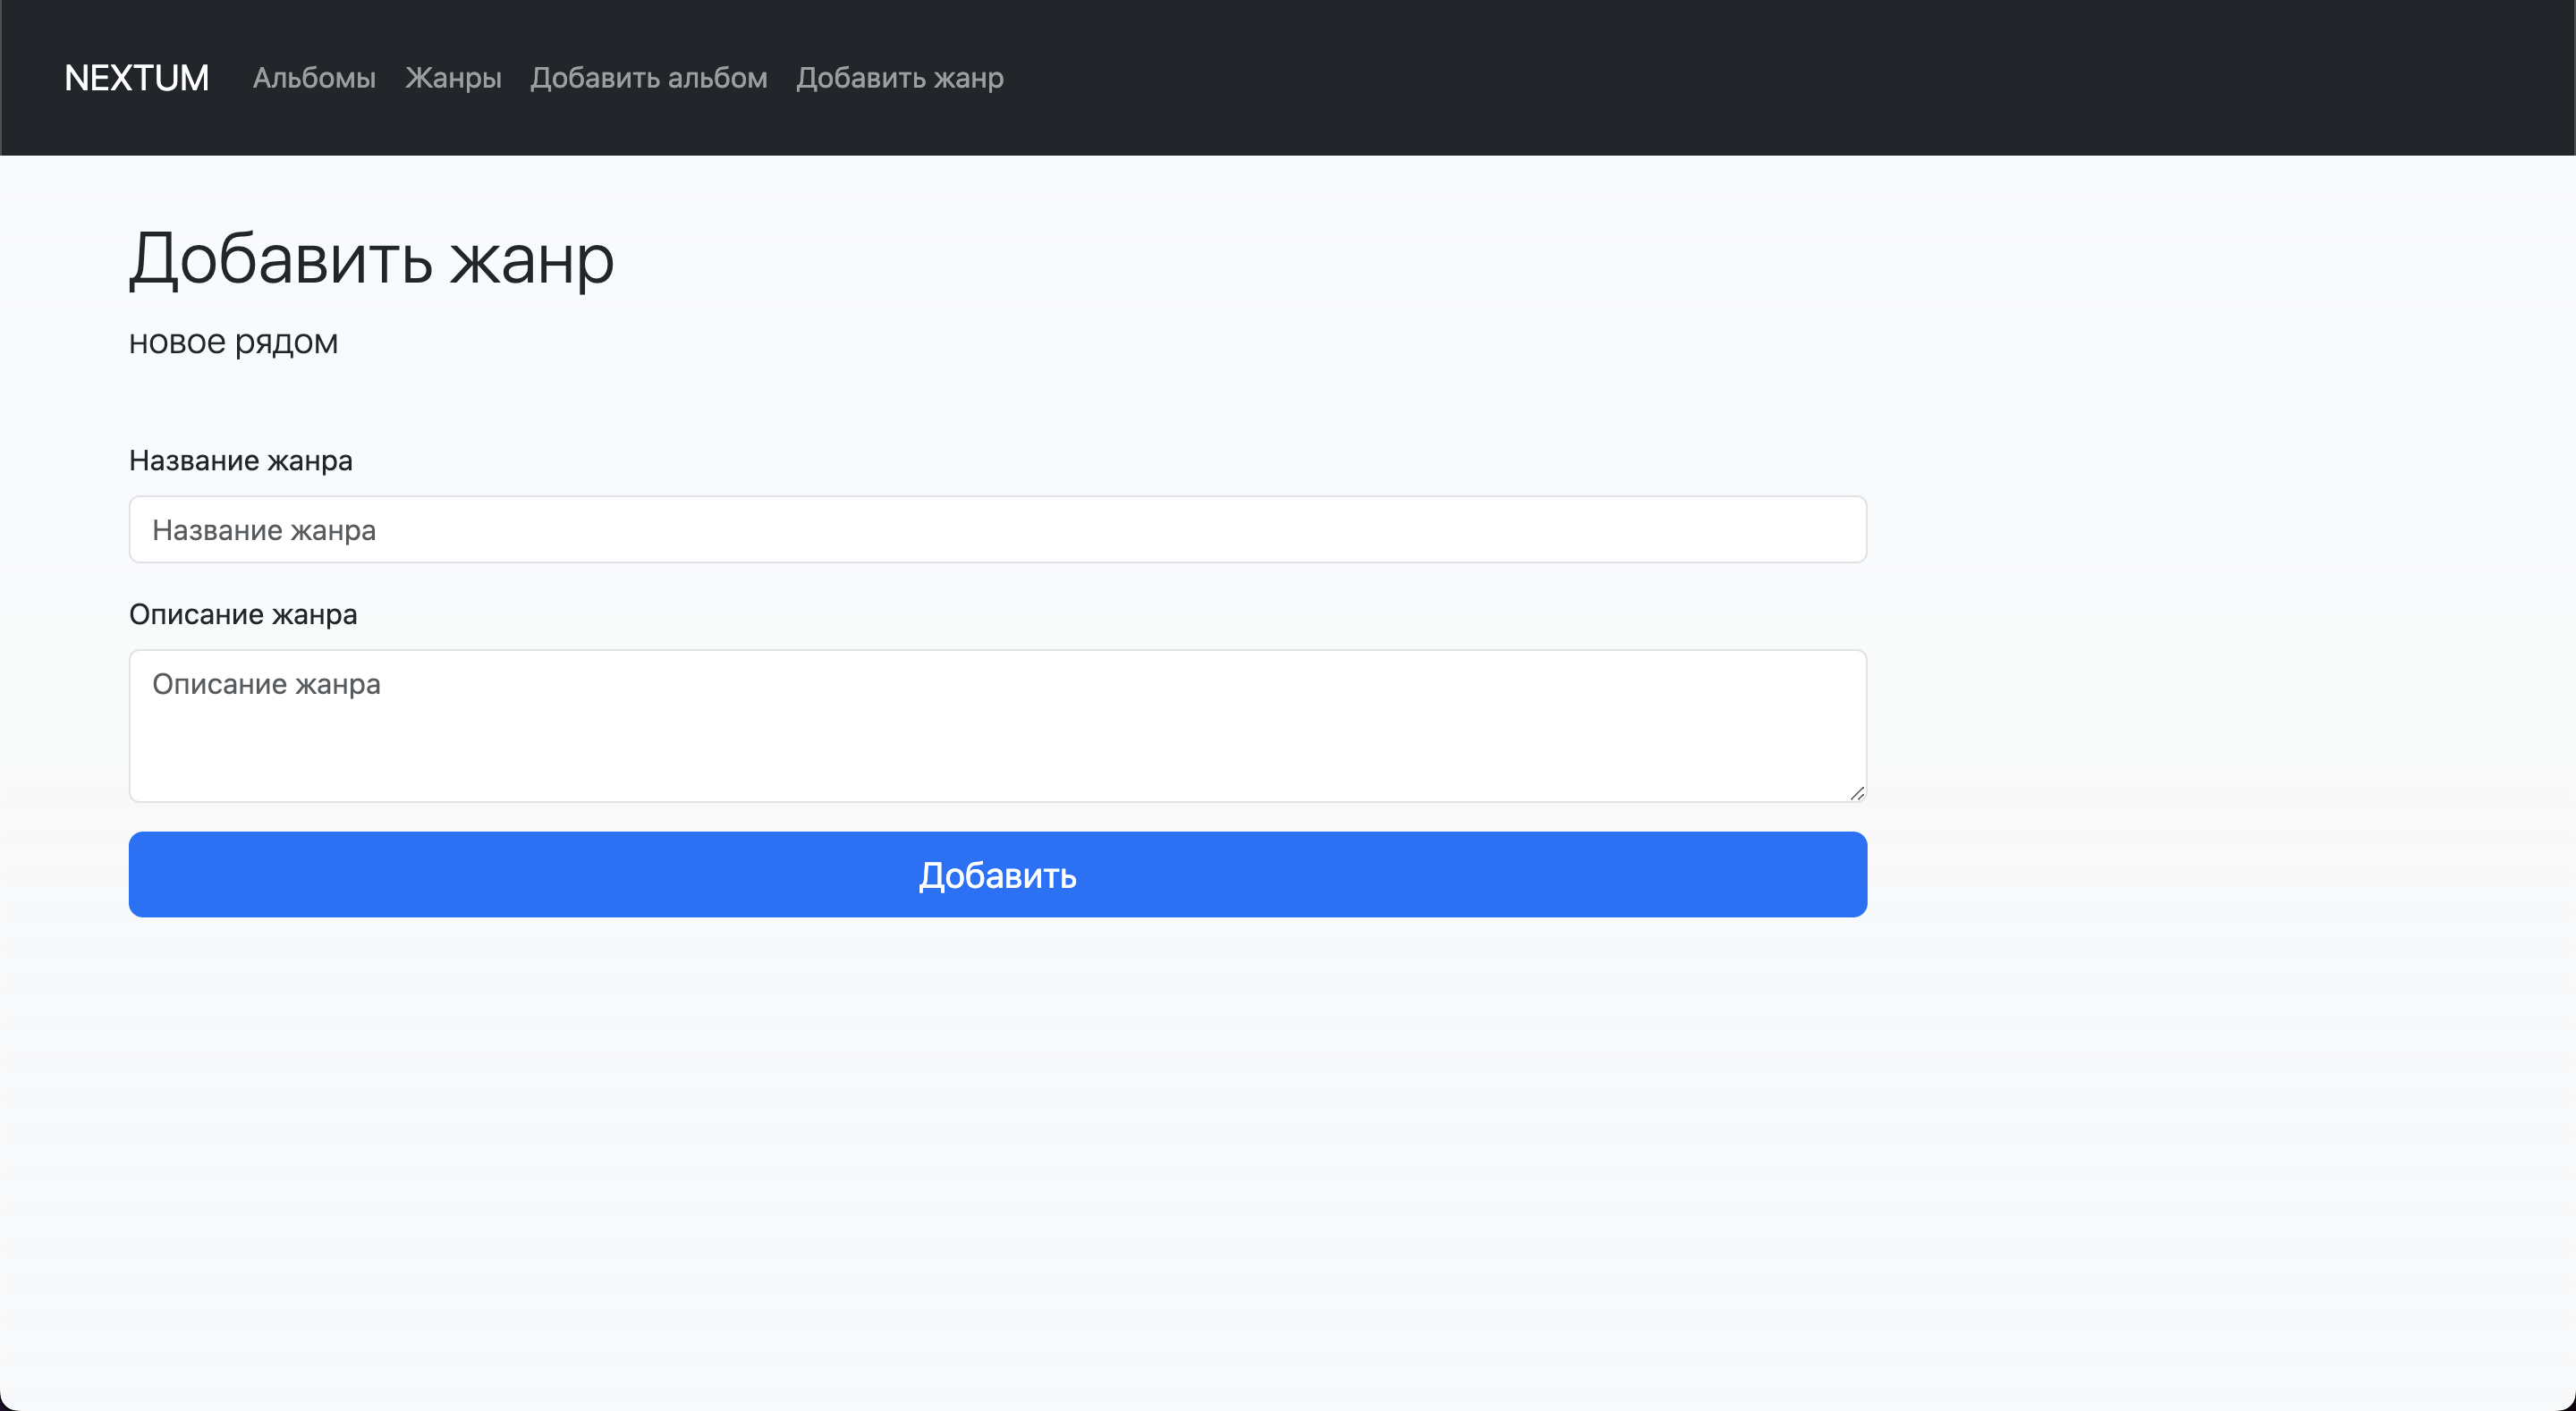 NEXTUM Альбомы Жанры Добавить альбом Добавить жанр
Добавить жанр
новое рядом
Название жанра
Название жанра
Описание жанра
Описание жанра
Добавить